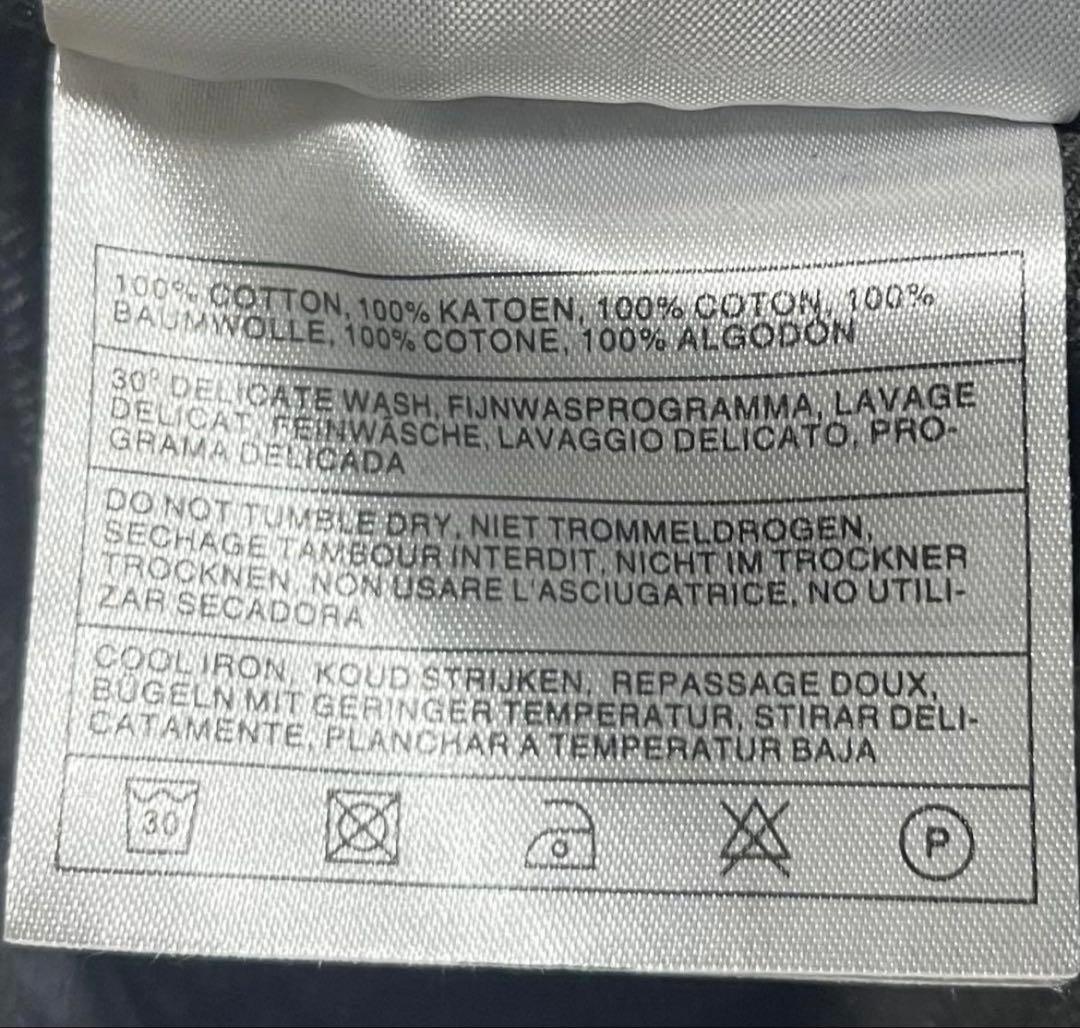 100% COTTON, 100% KATOEN, 100% COTON, 100%
BAUMWOLLE, 100% COTONE, 100% ALGODÓN
30° DELICATE WASH, FIJNWASPROGRAMMA, LAVAGE
DELICAT, FEINWÄSCHE, LAVAGGIO DELICATO, PRO-
GRAMA DELICADA
DO NOT TUMBLE DRY, NIET TROMMELDROGEN,
SECHAGE TAMBOUR INTERDIT, NICHT IM TROCKNER
TROCKNEN, NON USARE L'ASCIUGATRICE, NO UTILI-
ZAR SECADORA
COOL IRON, KOUD STRIJKEN, REPASSAGE DOUX,
BÜGELN MIT GERINGER TEMPERATUR, STIRAR DELI-
CATAMENTE, PLANCHAR A TEMPERATUR BAJA
30 P